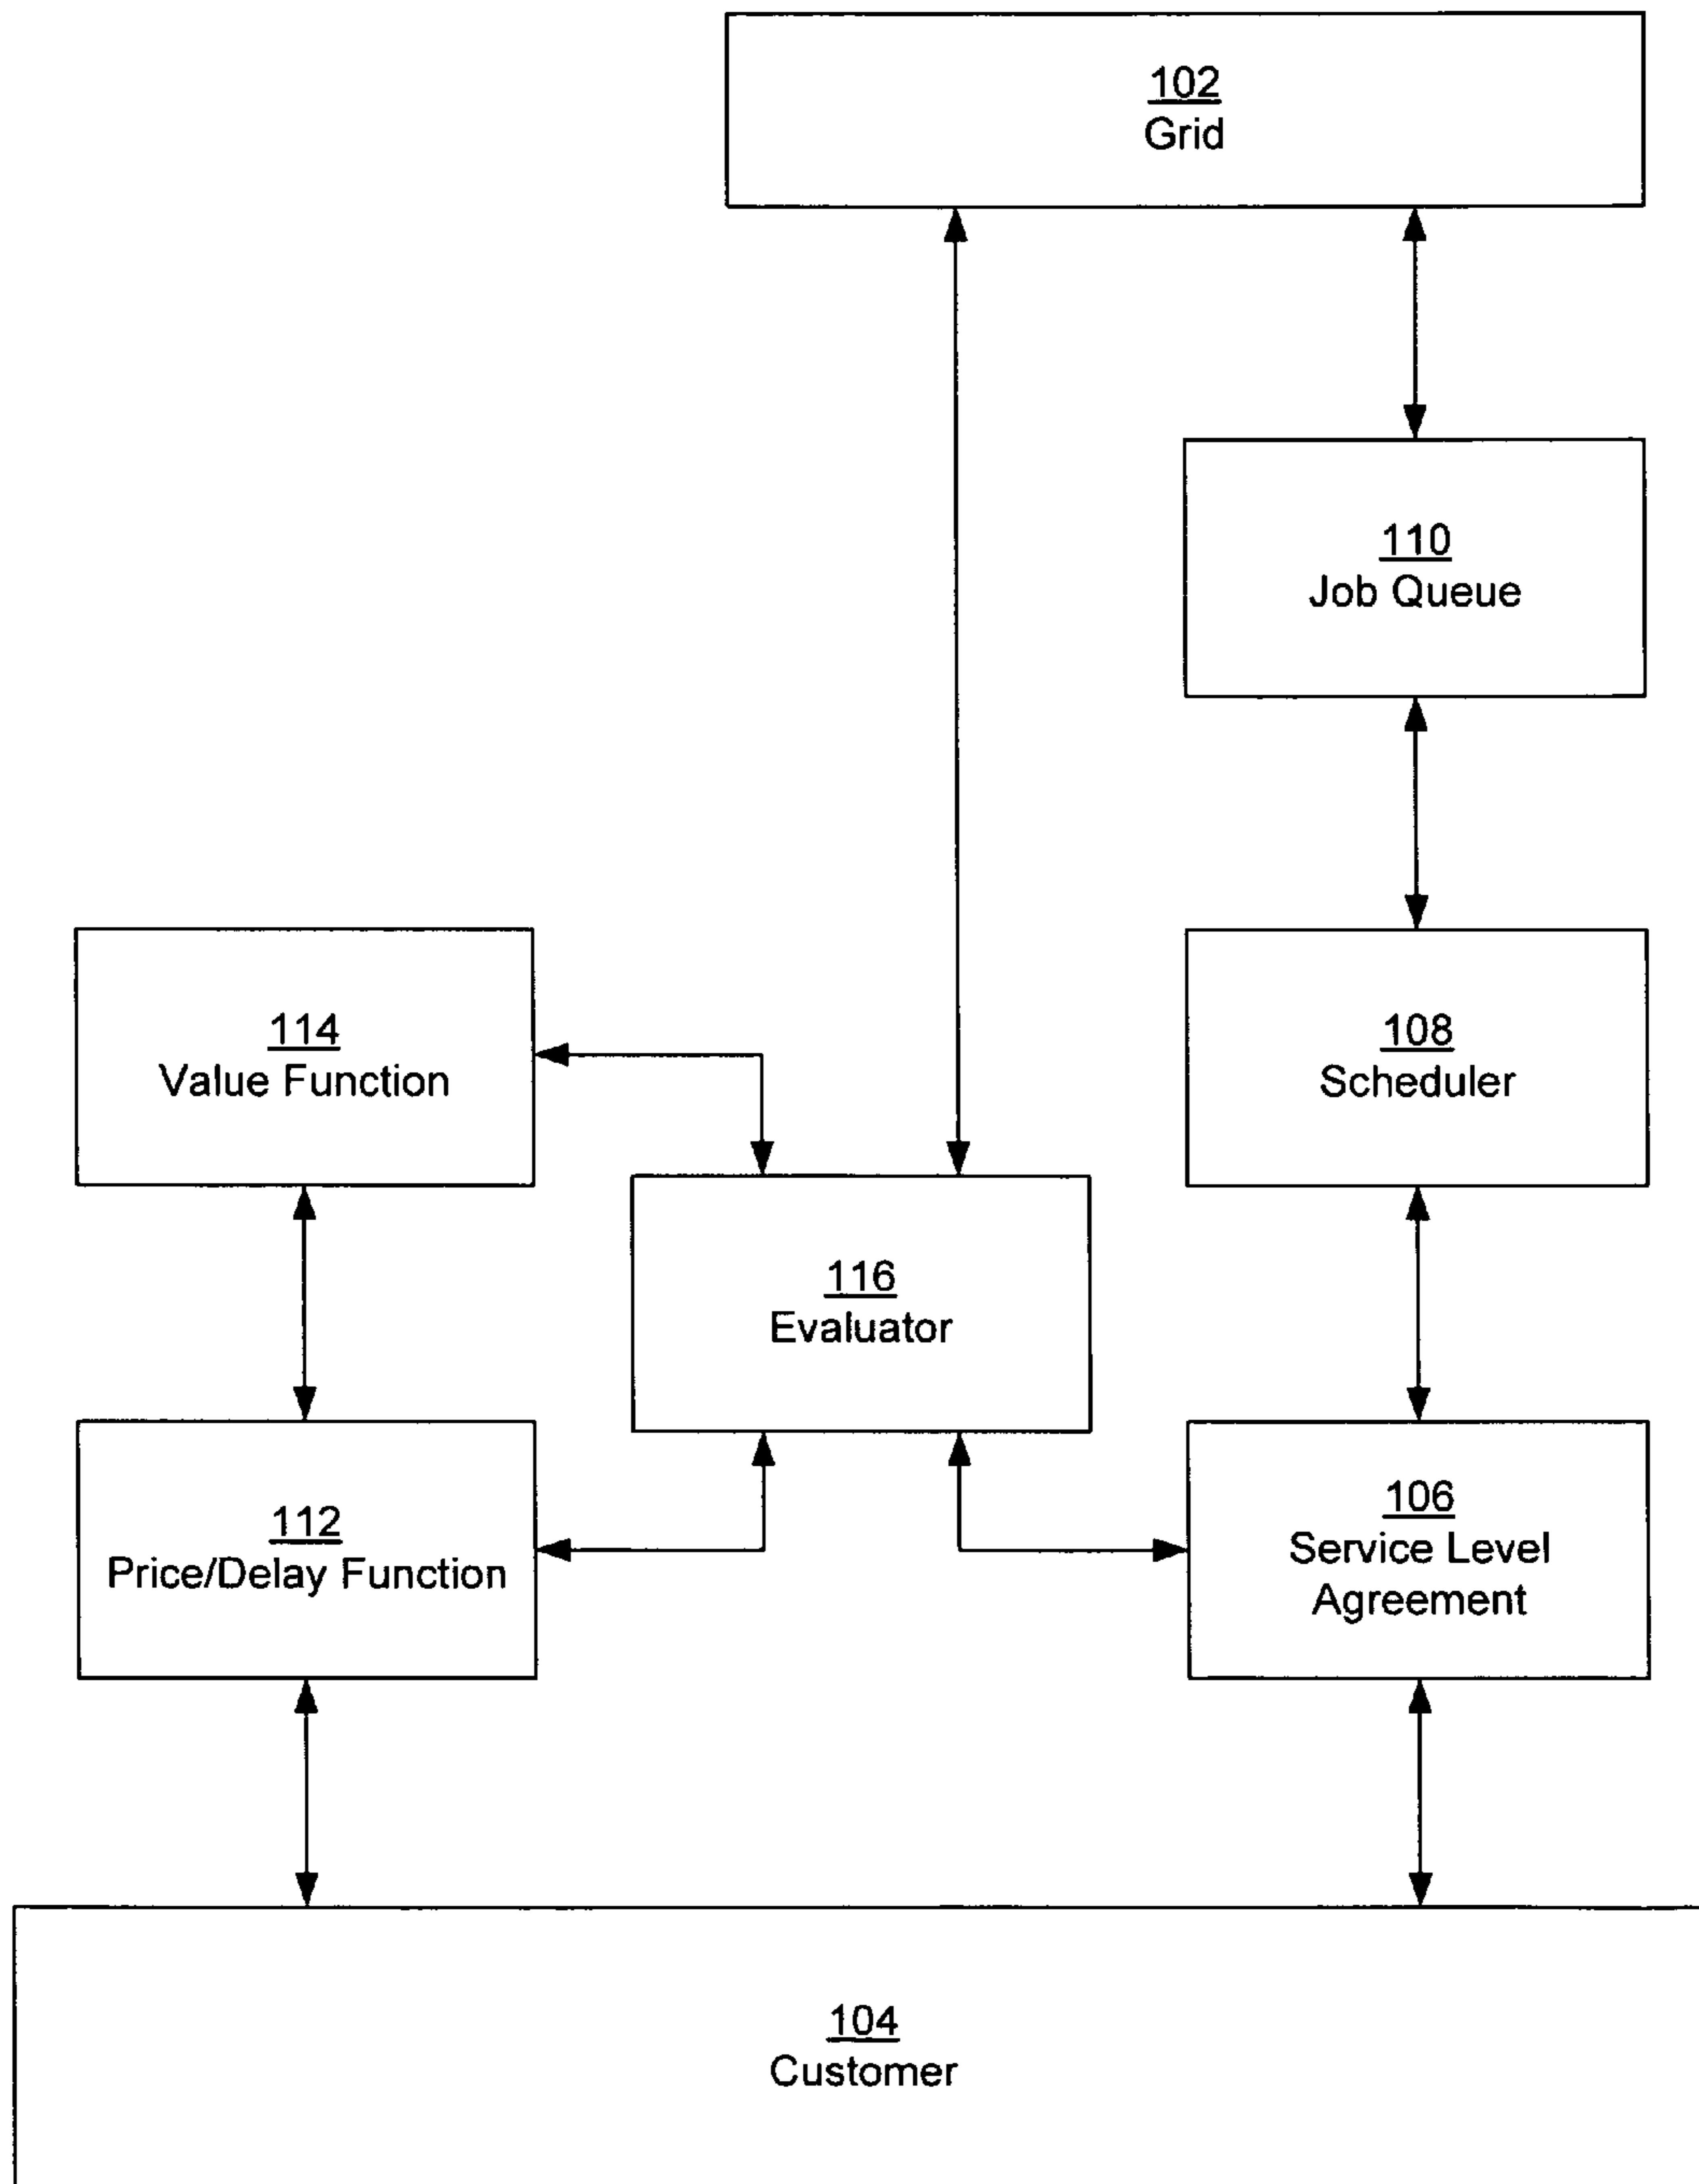 102
Grid
110
Job Queue
114
Value Function
108
Scheduler
116
Evaluator
112
Price/Delay Function
106
Service Level
Agreement
104
Customer